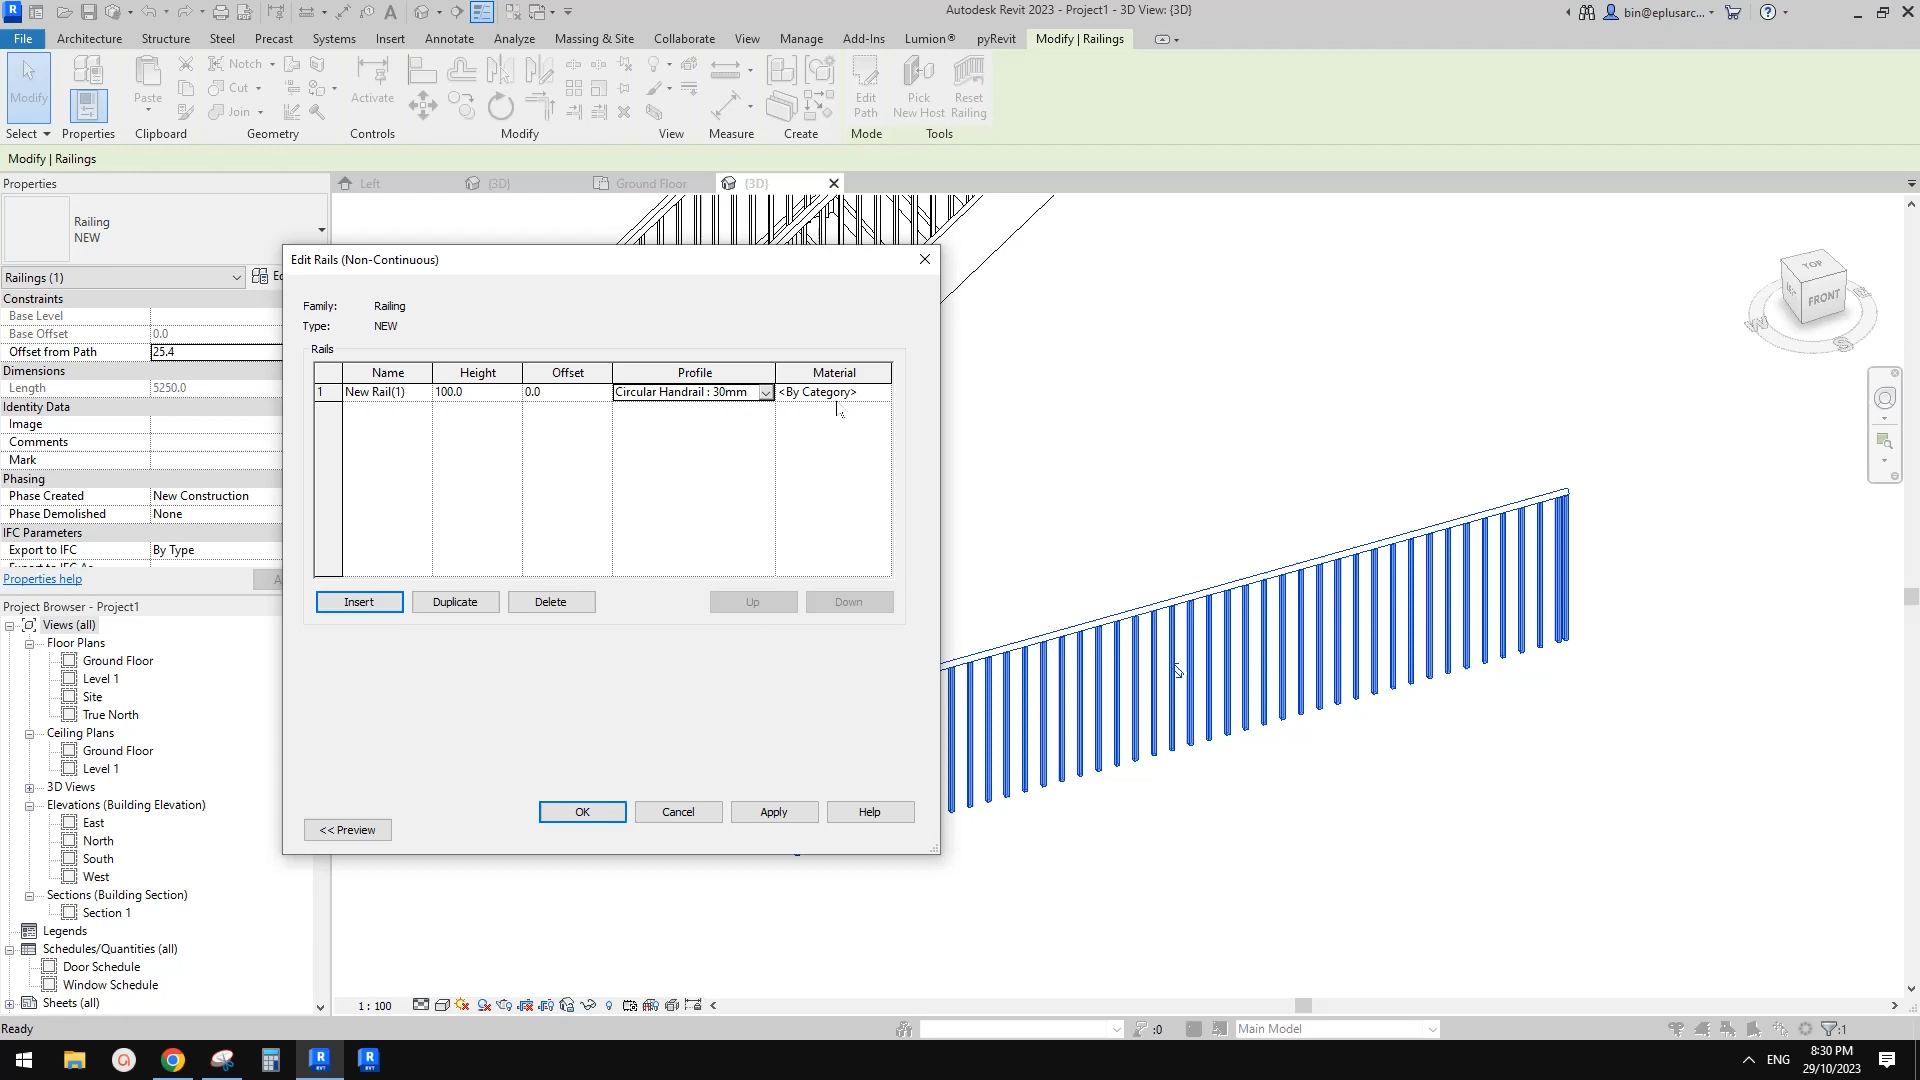 Autodesk Revit 2023 - Project1 - 3D View: {3D}
bin@eplusarc...
File Architecture Structure Steel Precast Systems Insert Annotate Analyze Massing & Site Collaborate View Manage Add-Ins Lumion® pyRevit Modify | Railings
Modify
Paste
Notch
Cut
Join
Activate
Edit Path
Pick New Host
Reset Railing
Select Properties Clipboard Geometry Controls Modify View Measure Create Mode Tools
Modify | Railings
Properties
Left {3D} Ground Floor {3D}
Railing
NEW
Railings (1)
Constraints
Base Level
Base Offset 0.0
Offset from Path 25.4
Dimensions
Length 5250.0
Identity Data
Image
Comments
Mark
Phasing
Phase Created New Construction
Phase Demolished None
IFC Parameters
Export to IFC By Type
Properties help
Project Browser - Project1
Views (all)
Floor Plans
Ground Floor
Level 1
Site
True North
Ceiling Plans
Ground Floor
Level 1
3D Views
Elevations (Building Elevation)
East
North
South
West
Sections (Building Section)
Section 1
Legends
Schedules/Quantities (all)
Door Schedule
Window Schedule
Sheets (all)
Edit Rails (Non-Continuous)
Family: Railing
Type: NEW
Rails
Name Height Offset Profile Material
1 New Rail(1) 100.0 0.0 Circular Handrail : 30mm <By Category>
Insert Duplicate Delete Up Down
OK Cancel Apply Help
<< Preview
TOP
FRONT
W
S
1 : 100
Ready
:0
Main Model
:1
ENG
8:30 PM
29/10/2023